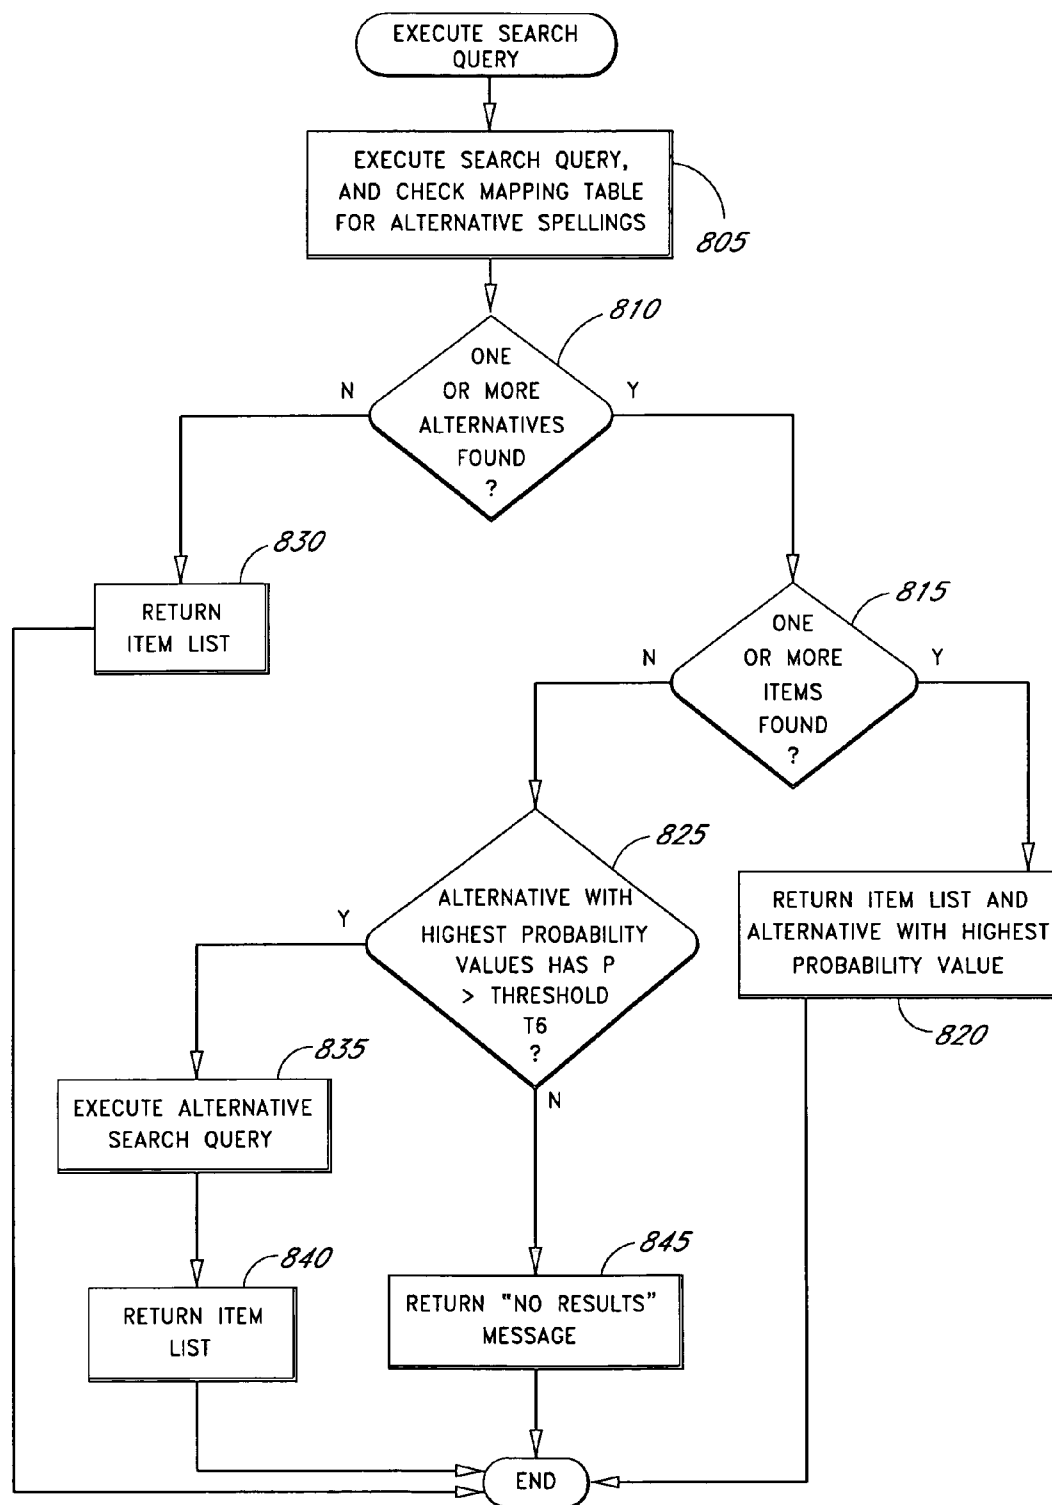 EXECUTE SEARCH
QUERY
EXECUTE SEARCH QUERY,
AND CHECK MAPPING TABLE
FOR ALTERNATIVE SPELLINGS
805
810
ONE
OR MORE
ALTERNATIVES
FOUND
?
N
Y
830
RETURN
ITEM LIST
815
ONE
OR MORE
ITEMS
FOUND
?
N
Y
825
ALTERNATIVE WITH
HIGHEST PROBABILITY
VALUES HAS P
> THRESHOLD
T6
?
Y
N
RETURN ITEM LIST AND
ALTERNATIVE WITH HIGHEST
PROBABILITY VALUE
820
835
EXECUTE ALTERNATIVE
SEARCH QUERY
840
RETURN ITEM
LIST
845
RETURN "NO RESULTS"
MESSAGE
END